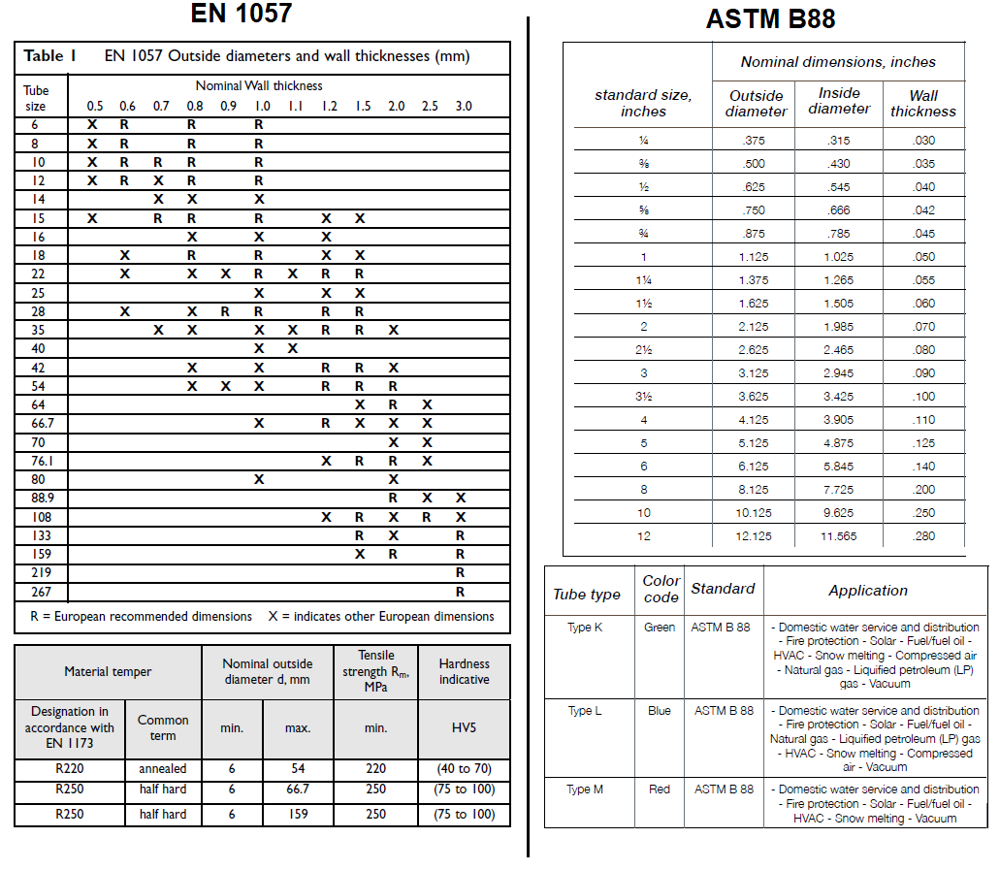 EN 1057
Table 1 EN 1057 Outside diameters and wall thicknesses (mm)
Tube size Nominal Wall thickness
0.5 0.6 0.7 0.8 0.9 1.0 1.1 1.2 1.5 2.0 2.5 3.0
6 X R R R
8 X R R R
10 X R R R R
12 X R X R R
14 X X X
15 X R R R X X
16 X X X
18 X R R X X
22 X X X R X R R
25 X X X
28 X X R R R R
35 X X X X R R X
40 X X
42 X X R R X
54 X X X R R R
64 X R X
66.7 X R X X X
70 X X
76.1 X R R X
80 X X
88.9 R X X
108 X R X R X
133 R X R
159 X R R
219 R
267 R
R = European recommended dimensions X = indicates other European dimensions
Material temper
Nominal outside
diameter d, mm
Tensile
strength Rm,
MPa
Hardness
indicative
Designation in
accordance with
EN 1173
Common
term
min. max. min. HV5
R220 annealed 6 54 220 (40 to 70)
R250 half hard 6 66.7 250 (75 to 100)
R250 half hard 6 159 250 (75 to 100)
ASTM B88
standard size,
inches
Nominal dimensions, inches
Outside
diameter
Inside
diameter
Wall
thickness
¼ .375 .315 .030
⅜ .500 .430 .035
½ .625 .545 .040
⅝ .750 .666 .042
¾ .875 .785 .045
1 1.125 1.025 .050
1¼ 1.375 1.265 .055
1½ 1.625 1.505 .060
2 2.125 1.985 .070
2½ 2.625 2.465 .080
3 3.125 2.945 .090
3½ 3.625 3.425 .100
4 4.125 3.905 .110
5 5.125 4.875 .125
6 6.125 5.845 .140
8 8.125 7.725 .200
10 10.125 9.625 .250
12 12.125 11.565 .280
Tube type Color code Standard Application
Type K Green ASTM B 88 - Domestic water service and distribution
- Fire protection - Solar - Fuel/fuel oil -
HVAC - Snow melting - Compressed air
- Natural gas - Liquified petroleum (LP)
gas - Vacuum
Type L Blue ASTM B 88 - Domestic water service and distribution
- Fire protection - Solar - Fuel/fuel oil -
Natural gas - Liquified petroleum (LP) gas
- HVAC - Snow melting - Compressed
air - Vacuum
Type M Red ASTM B 88 - Domestic water service and distribution
- Fire protection - Solar - Fuel/fuel oil -
HVAC - Snow melting - Vacuum